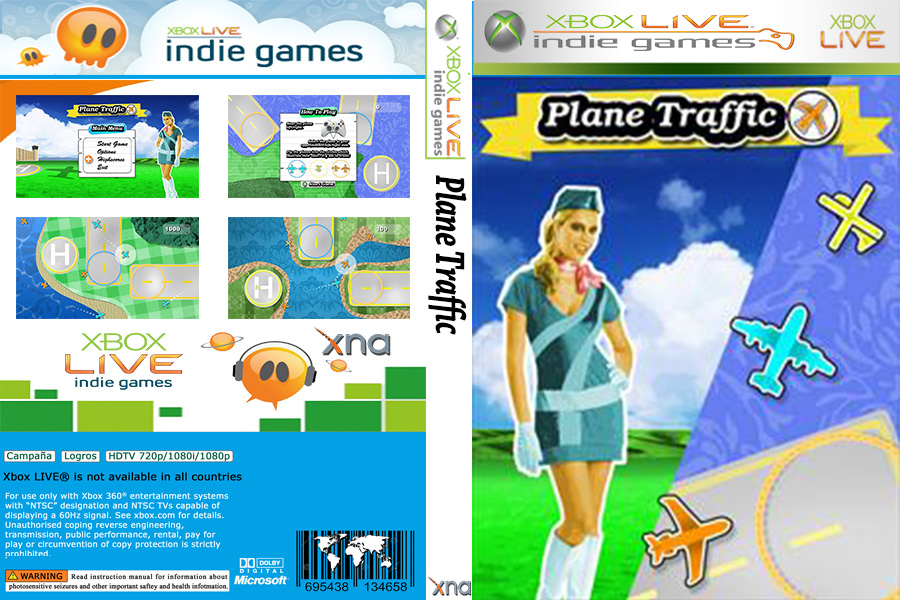 XBOX LIVE
indie games
Plane Traffic
Main Menu
Start Game
Options
Highscores
Exit
How To Play
H
1000
H
100
H
XBOX
LIVE
indie games
xna
Campaña
Logros
HDTV 720p/1080i/1080p
Xbox LIVE® is not available in all countries
For use only with Xbox 360® entertainment systems
with “NTSC” designation and NTSC TVs capable of
displaying a 60Hz signal. See xbox.com for details.
Unauthorised coping reverse engineering,
transmission, public performance, rental, pay for
play or circumvention of copy protection is strictly
prohibited.
WARNING Read instruction manual for information about
photosensitive seizures and other important saftey and health infotmation.
DOLBY
DIGITAL
Microsoft
695438 134658
XBOX LIVE
indie games
Plane Traffic
xna
XBOX LIVE
indie games
XBOX
LIVE
Plane Traffic